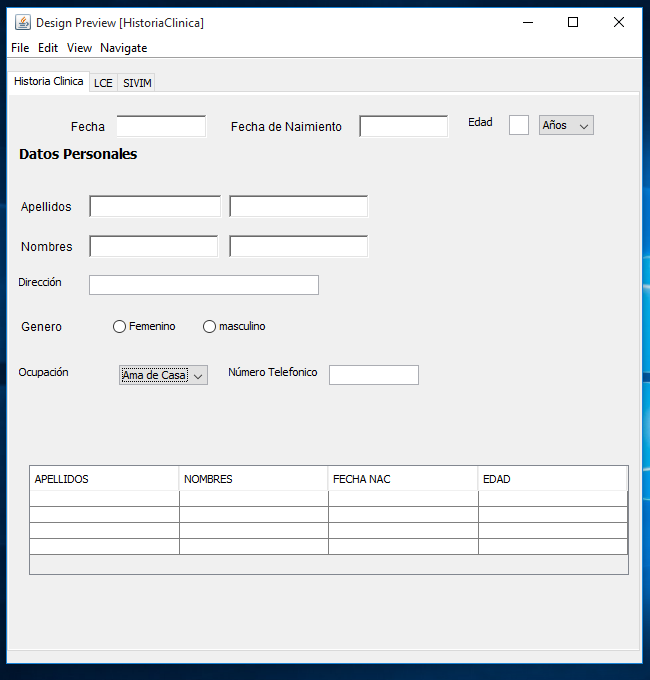 Design Preview [HistoriaClinica]
File Edit View Navigate
Historia Clinica LCE SIVIM
Fecha Fecha de Naimiento Edad Años
Datos Personales
Apellidos
Nombres
Dirección
Genero Femenino masculino
Ocupación Ama de Casa Número Telefonico
APELLIDOS NOMBRES FECHA NAC EDAD